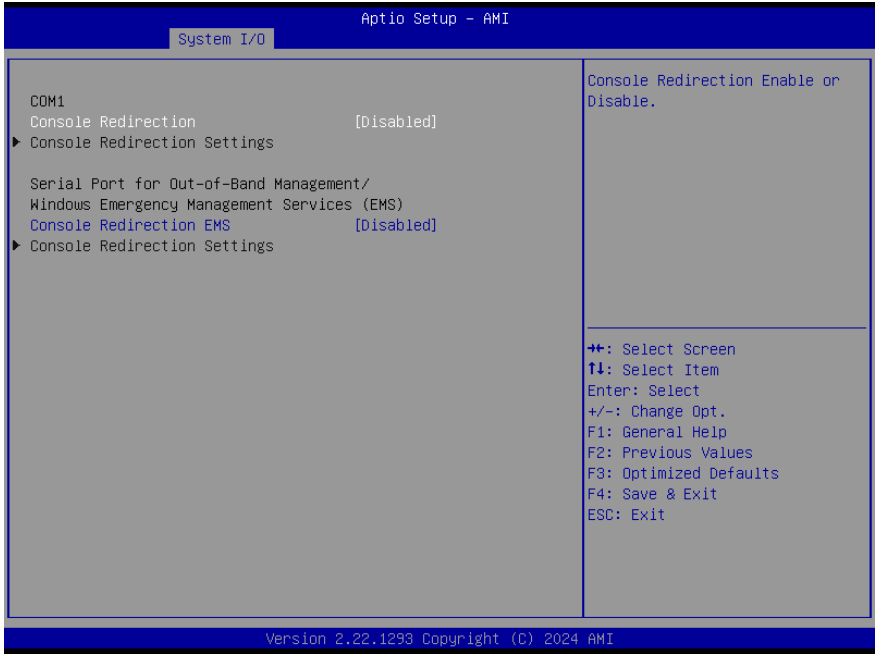 Aptio Setup – AMI
System I/O
COM1
Console Redirection [Disabled]
▶ Console Redirection Settings
Serial Port for Out-of-Band Management/
Windows Emergency Management Services (EMS)
Console Redirection EMS [Disabled]
▶ Console Redirection Settings
Console Redirection Enable or
Disable.
→←: Select Screen
↑↓: Select Item
Enter: Select
+/-: Change Opt.
F1: General Help
F2: Previous Values
F3: Optimized Defaults
F4: Save & Exit
ESC: Exit
Version 2.22.1293 Copyright (C) 2024 AMI